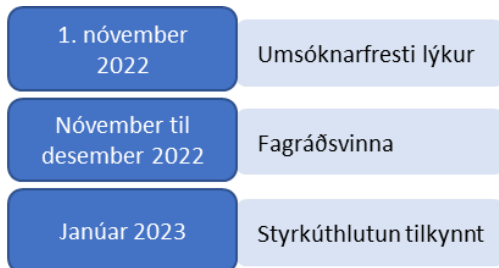 1. nóvember
2022
Umsóknarfresti lýkur
Nóvember til
desember 2022
Fagráðsvinna
Janúar 2023
Styrkúthlutun tilkynnt